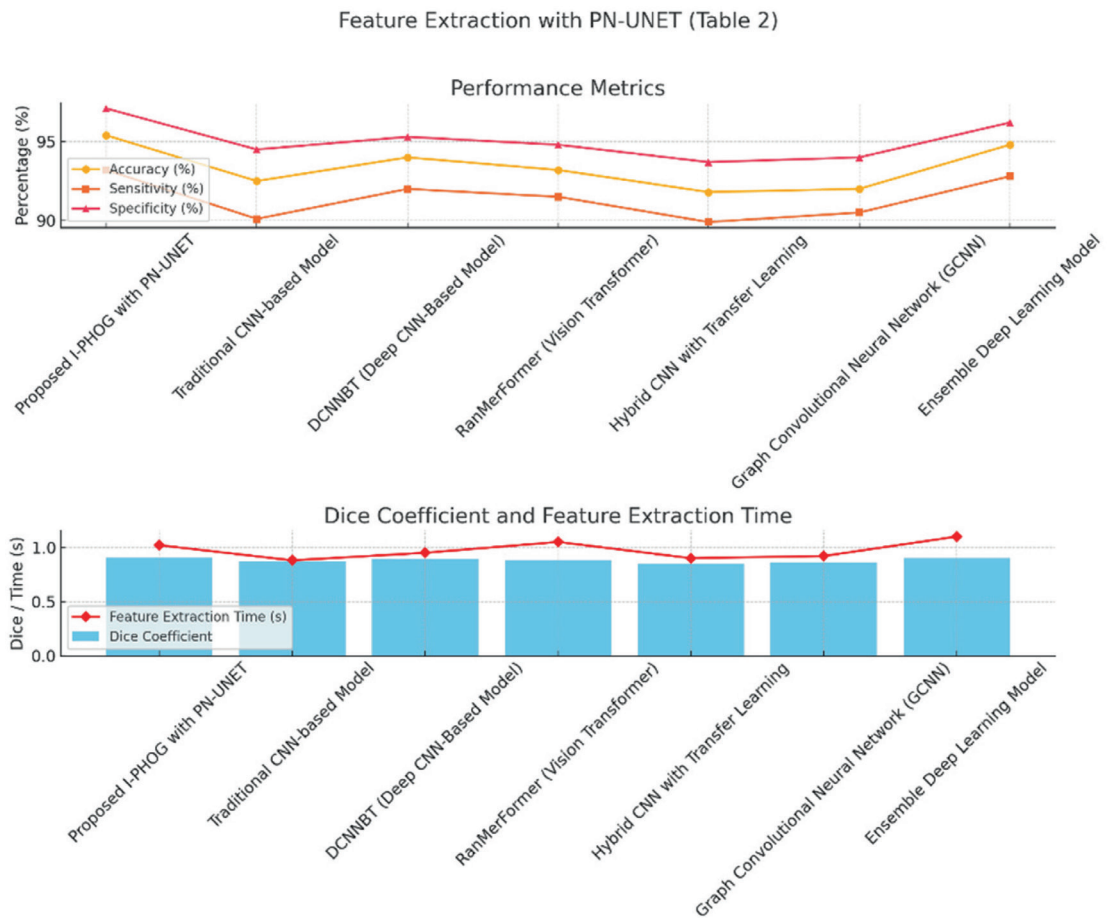 Feature Extraction with PN-UNET (Table 2)
Performance Metrics
Percentage (%)
95
90
Accuracy (%)
Sensitivity (%)
Specificity (%)
Proposed I-PHOG with PN-UNET
Traditional CNN-based Model
DCNNBT (Deep CNN-Based Model)
RanMerFormer (Vision Transformer)
Hybrid CNN with Transfer Learning
Graph Convolutional Neural Network (GCNN)
Ensemble Deep Learning Model
Dice Coefficient and Feature Extraction Time
Dice / Time (s)
1.0
0.5
0.0
Feature Extraction Time (s)
Dice Coefficient
Proposed I-PHOG with PN-UNET
Traditional CNN-based Model
DCNNBT (Deep CNN-Based Model)
RanMerFormer (Vision Transformer)
Hybrid CNN with Transfer Learning
Graph Convolutional Neural Network (GCNN)
Ensemble Deep Learning Model